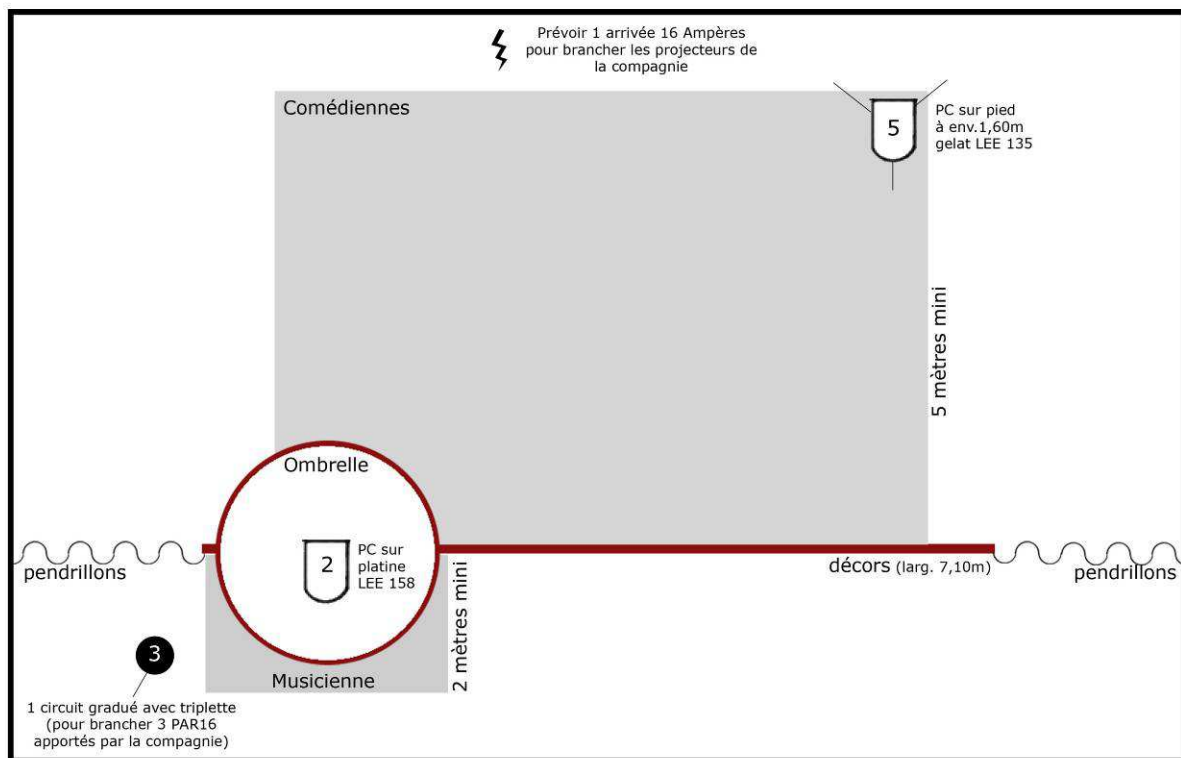 Prévoir 1 arrivée 16 Ampères
pour brancher les projecteurs de
la compagnie
Comédiennes
5
PC sur pied
à env.1,60m
gelat LEE 135
5 mètres mini
Ombrelle
2
PC sur
platine
LEE 158
pendrillons
décors (larg. 7,10m)
pendrillons
2 mètres mini
3
Musicienne
1 circuit gradué avec triplette
(pour brancher 3 PAR16
apportés par la compagnie)